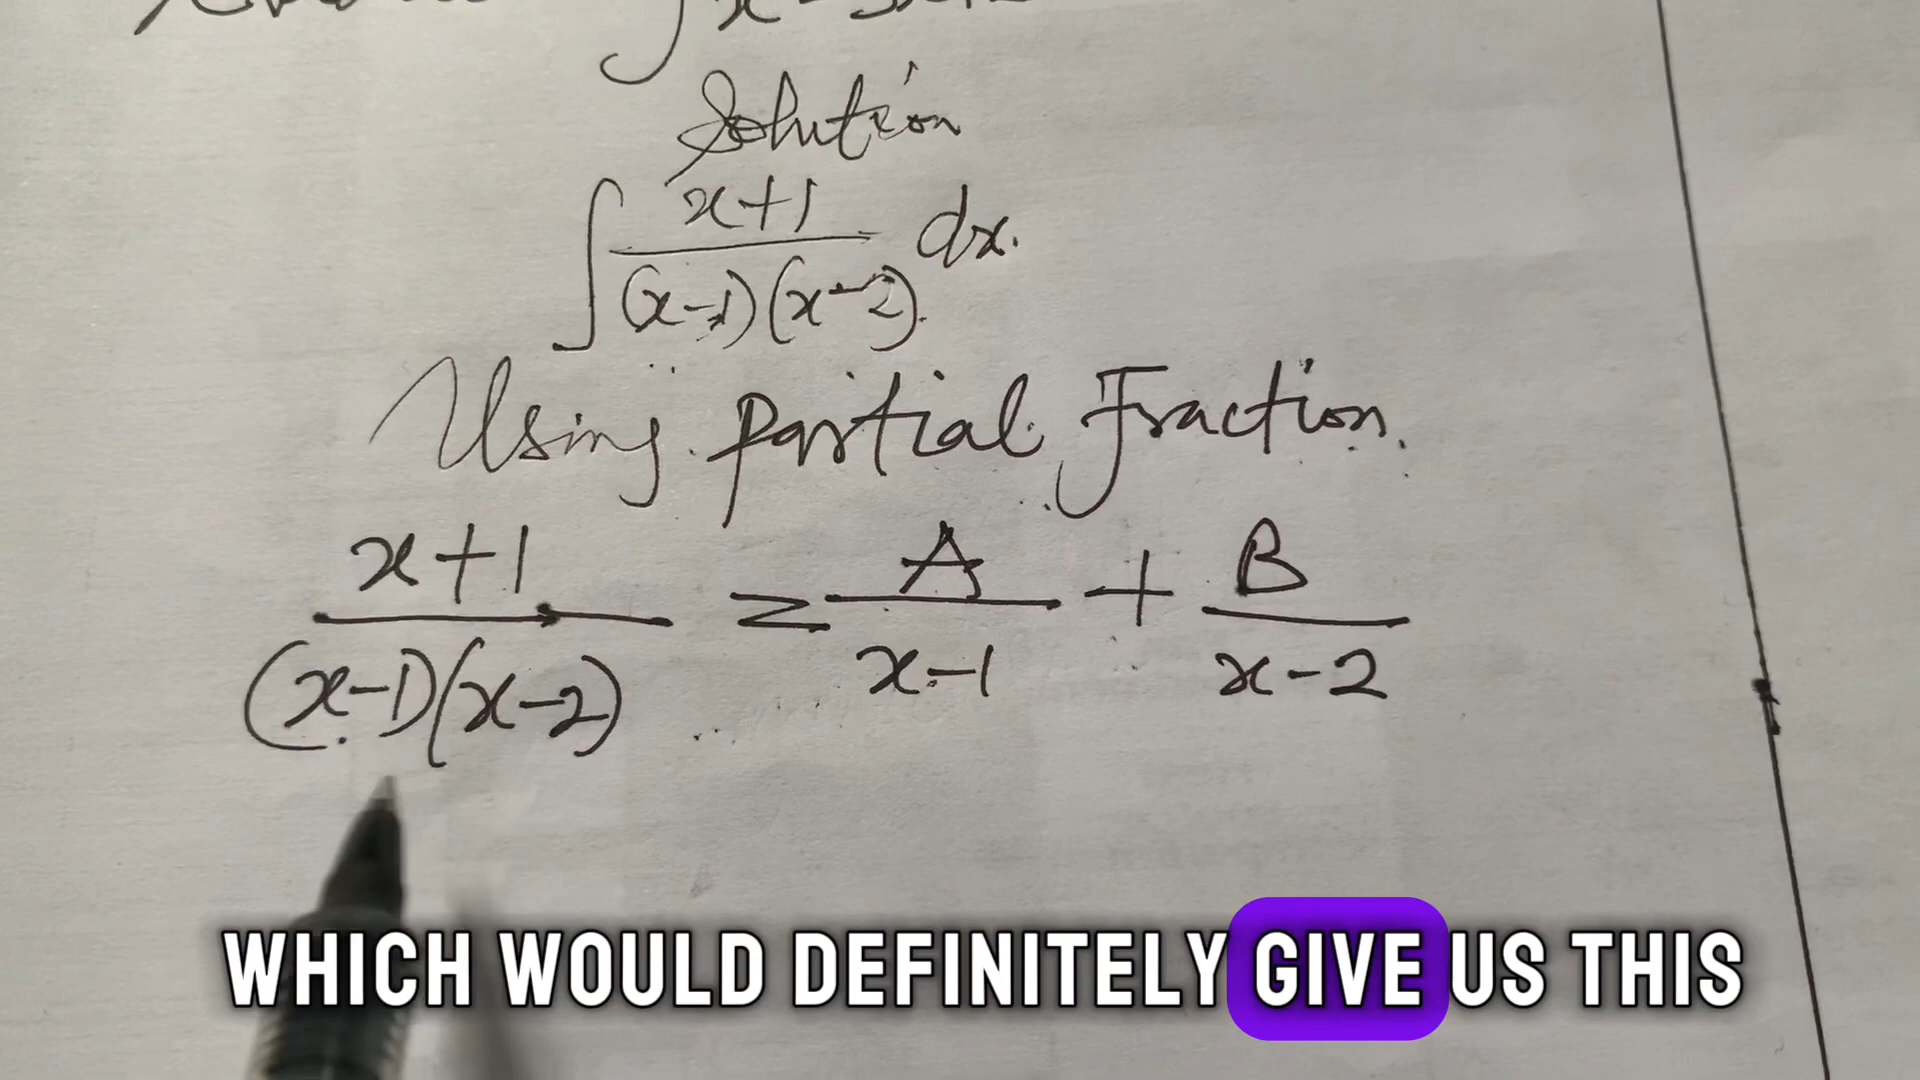 Solution
∫ x+1 / (x-1)(x-2) dx.
Using Partial Fraction.
x+1 / (x-1)(x-2) = A / x-1 + B / x-2
WHICH WOULD DEFINITELY GIVE US THIS